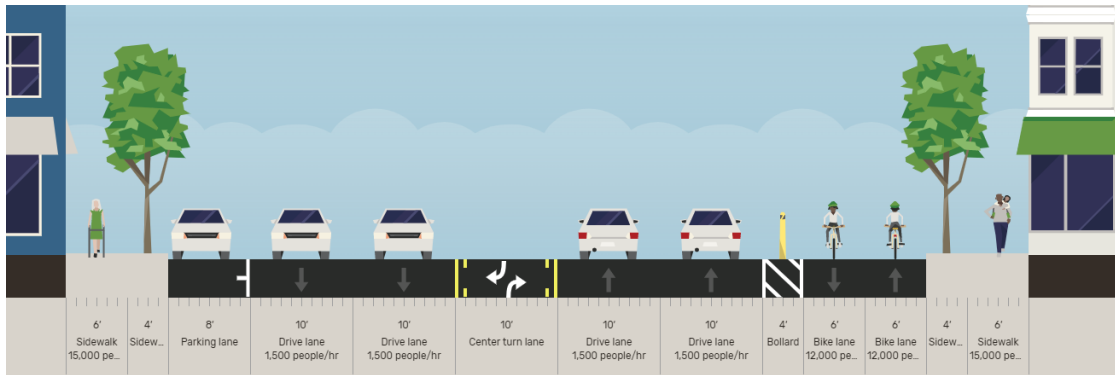 6'
Sidewalk
15,000 pe...
4'
Sidew...
8'
Parking lane
10'
Drive lane
1,500 people/hr
10'
Drive lane
1,500 people/hr
10'
Center turn lane
10'
Drive lane
1,500 people/hr
10'
Drive lane
1,500 people/hr
4'
Bollard
6'
Bike lane
12,000 pe...
6'
Bike lane
12,000 pe...
4'
Sidew...
6'
Sidewalk
15,000 pe...